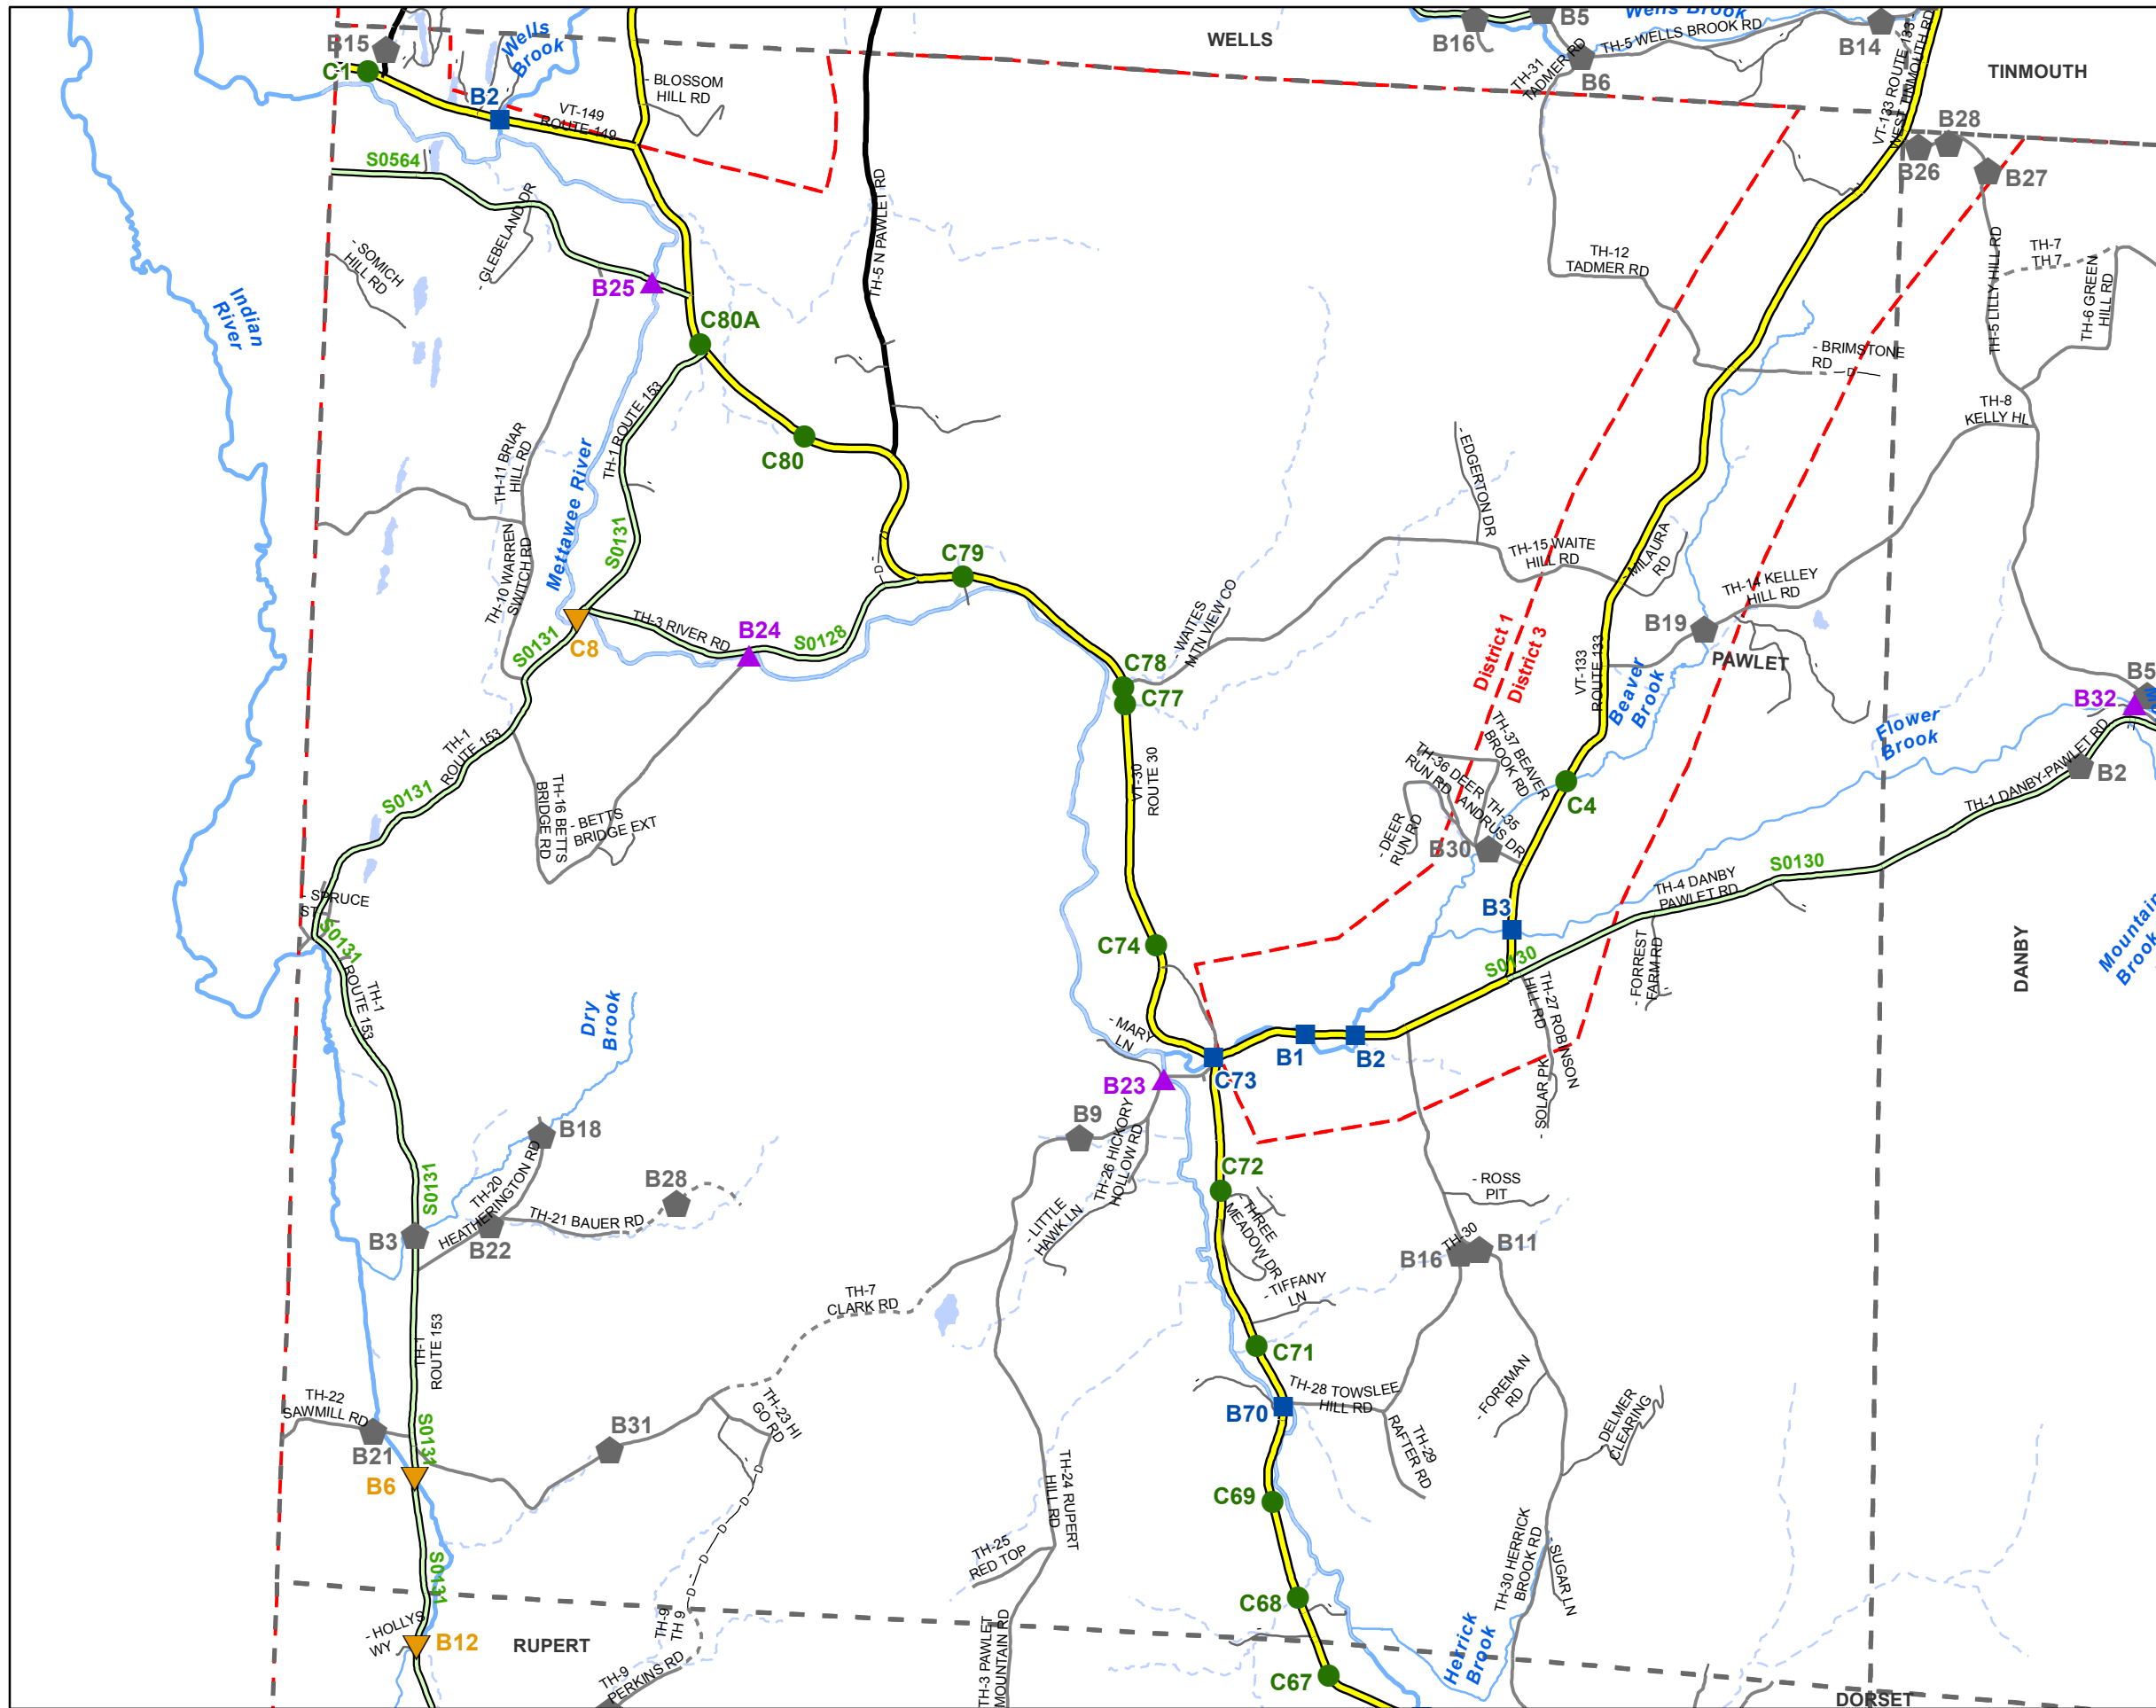 B15
C1
Wells
Brook
B2
VT-149
ROUTE 149
- BLOSSOM
HILL RD
WELLS
B16
B5
Wells Brook
TH-5 WELLS BROOK RD
B14
TH-31
TADMER RD
B6
VT-133 ROUTE 133
WEST TINMOUTH RD
TINMOUTH
B26
B28
B27
S0564
- GLEBELAND DR
- SOMICH
HILL RD
B25
Indian
River
C80A
TH-5 N PAWLET RD
TH-12
TADMER RD
TH-5 LILLY HILL RD
TH-7
TH 7
TH-6 GREEN
HILL RD
- BRIMSTONE
RD
D
TH-8
KELLY HL
TH-1 ROUTE 153
C80
TH-11 BRIAR
HILL RD
Mettawee River
S0131
TH-10 WARREN
SWITCH RD
- EDGERTON DR
TH-15 WAITE
HILL RD
- MILAURA
RD
TH-14 KELLEY
HILL RD
C79
D
C8
TH-3 RIVER RD
B24
S0128
- WAITES
MTN VIEW CO
B19
PAWLET
S0131
C78
C77
District 1
District 3
VT-133
ROUTE 133
Beaver
Brook
Flower
Brook
B32
B5
B2
TH-1 DANBY-PAWLET RD
TH-1
ROUTE 153
S0131
TH-16 BETTS
BRIDGE RD
- BETTS
BRIDGE EXT
VT-30
ROUTE 30
TH-37 BEAVER
BROOK RD
TH-36 DEER
RUN RD
TH-35
ANDRUS DR
- DEER
RUN RD
B30
C4
S0130
TH-4 DANBY
PAWLET RD
- SPRUCE
ST
S0131
TH-1
ROUTE 153
C74
B3
S0130
- FORREST
FARM RD
TH-27 ROBINSON
HILL RD
DANBY
Mountain
Brook
Dry
Brook
- MARY
LN
C73
B1
B2
B23
- SOLAR PK
B18
B9
TH-26 HICKORY
HOLLOW RD
C72
- ROSS
PIT
S0131
TH-20
HEATHERINGTON RD
B28
TH-21 BAUER RD
B22
B3
- LITTLE
HAWK LN
- THREE
MEADOW DR
TH-30
B16
B11
- TIFFANY
LN
TH-7
CLARK RD
C71
TH-1
ROUTE 153
TH-28 TOWSLEE
HILL RD
B70
- FOREMAN
RD
- DELMER
CLEARING
TH-29
RAFTER RD
TH-22
SAWMILL RD
B21
S0131
B6
B31
TH-23 HI
GO RD
D
D
D
D
D
TH-24 RUPERT
HILL RD
C69
TH-25
RED TOP
TH-30 HERRICK
BROOK RD
- SUGAR LN
S0131
- HOLLYS
WY
B12
RUPERT
TH-9
TH 9
TH-9
PERKINS RD
TH-3 PAWLET
MOUNTAIN RD
C68
C67
Herrick
Brook
DORSET